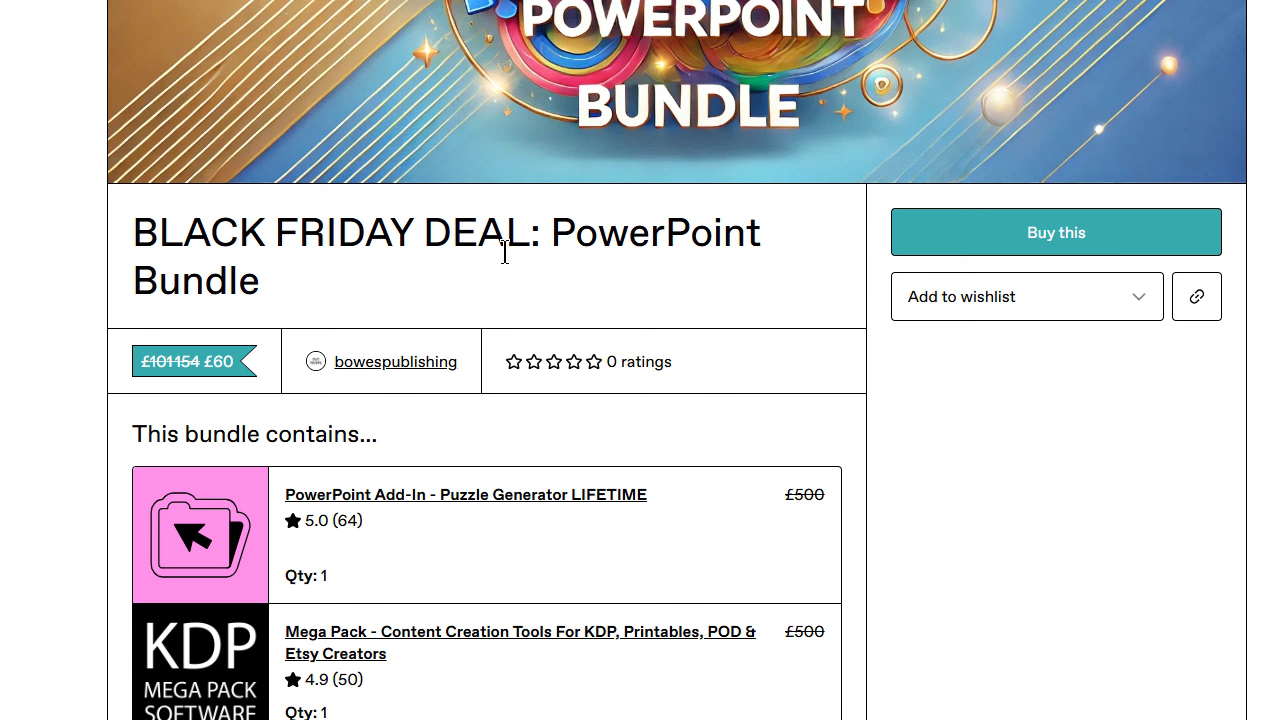 POWERPOINT
BUNDLE
BLACK FRIDAY DEAL: PowerPoint
Bundle
Buy this
Add to wishlist
£101154 £60
bowespublishing
0 ratings
This bundle contains...
PowerPoint Add-In - Puzzle Generator LIFETIME
£500
5.0 (64)
Qty: 1
KDP
MEGA PACK
SOFTWARE
Mega Pack - Content Creation Tools For KDP, Printables, POD &
Etsy Creators
£500
4.9 (50)
Qty: 1